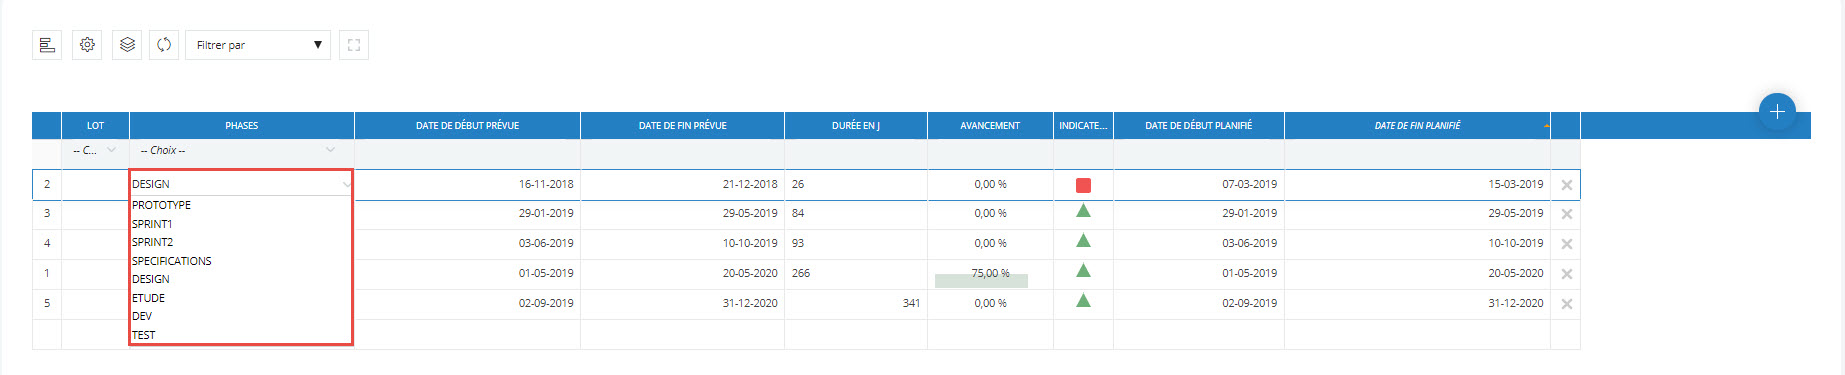 Filtrer par
LOT PHASES DATE DE DÉBUT PRÉVUE DATE DE FIN PRÉVUE DURÉE EN J AVANCEMENT INDICATE... DATE DE DÉBUT PLANIFIÉ DATE DE FIN PLANIFIÉ
-- C... -- Choix --
2 DESIGN 16-11-2018 21-12-2018 26 0,00 % 07-03-2019 15-03-2019
PROTOTYPE
3 SPRINT1 29-01-2019 29-05-2019 84 0,00 % 29-01-2019 29-05-2019
4 SPRINT2 03-06-2019 10-10-2019 93 0,00 % 03-06-2019 10-10-2019
SPECIFICATIONS
1 DESIGN 01-05-2019 20-05-2020 266 75,00 % 01-05-2019 20-05-2020
5 ETUDE 02-09-2019 31-12-2020 341 0,00 % 02-09-2019 31-12-2020
DEV
TEST